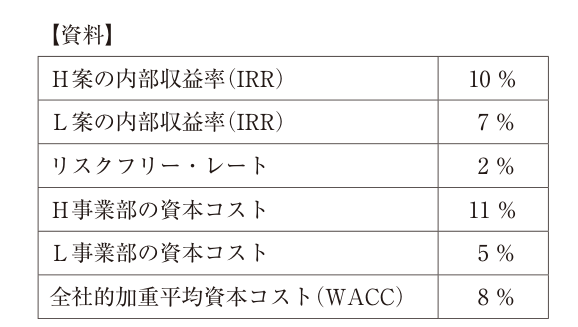 【資料】
H案の内部収益率(IRR) 10 %
L案の内部収益率(IRR) 7 %
リスクフリー・レート 2 %
H事業部の資本コスト 11 %
L事業部の資本コスト 5 %
全社的加重平均資本コスト(WACC) 8 %